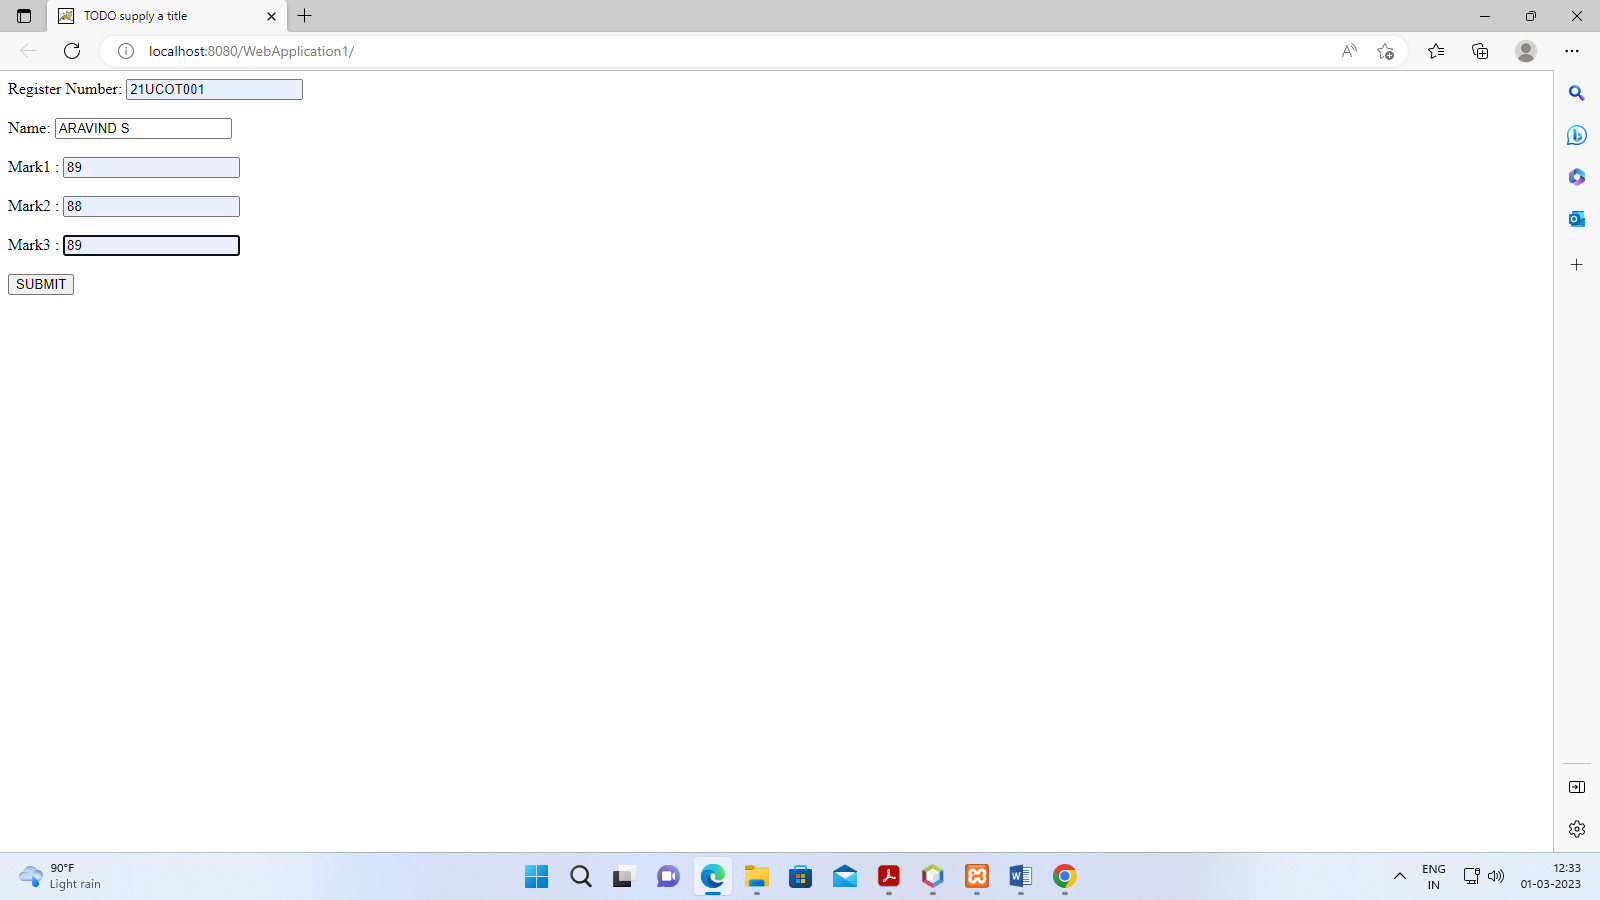 TODO supply a title
localhost:8080/WebApplication1/
Register Number: 21UCOT001
Name: ARAVIND S
Mark1 : 89
Mark2 : 88
Mark3 : 89
SUBMIT
90°F
Light rain
ENG
IN
12:33
01-03-2023